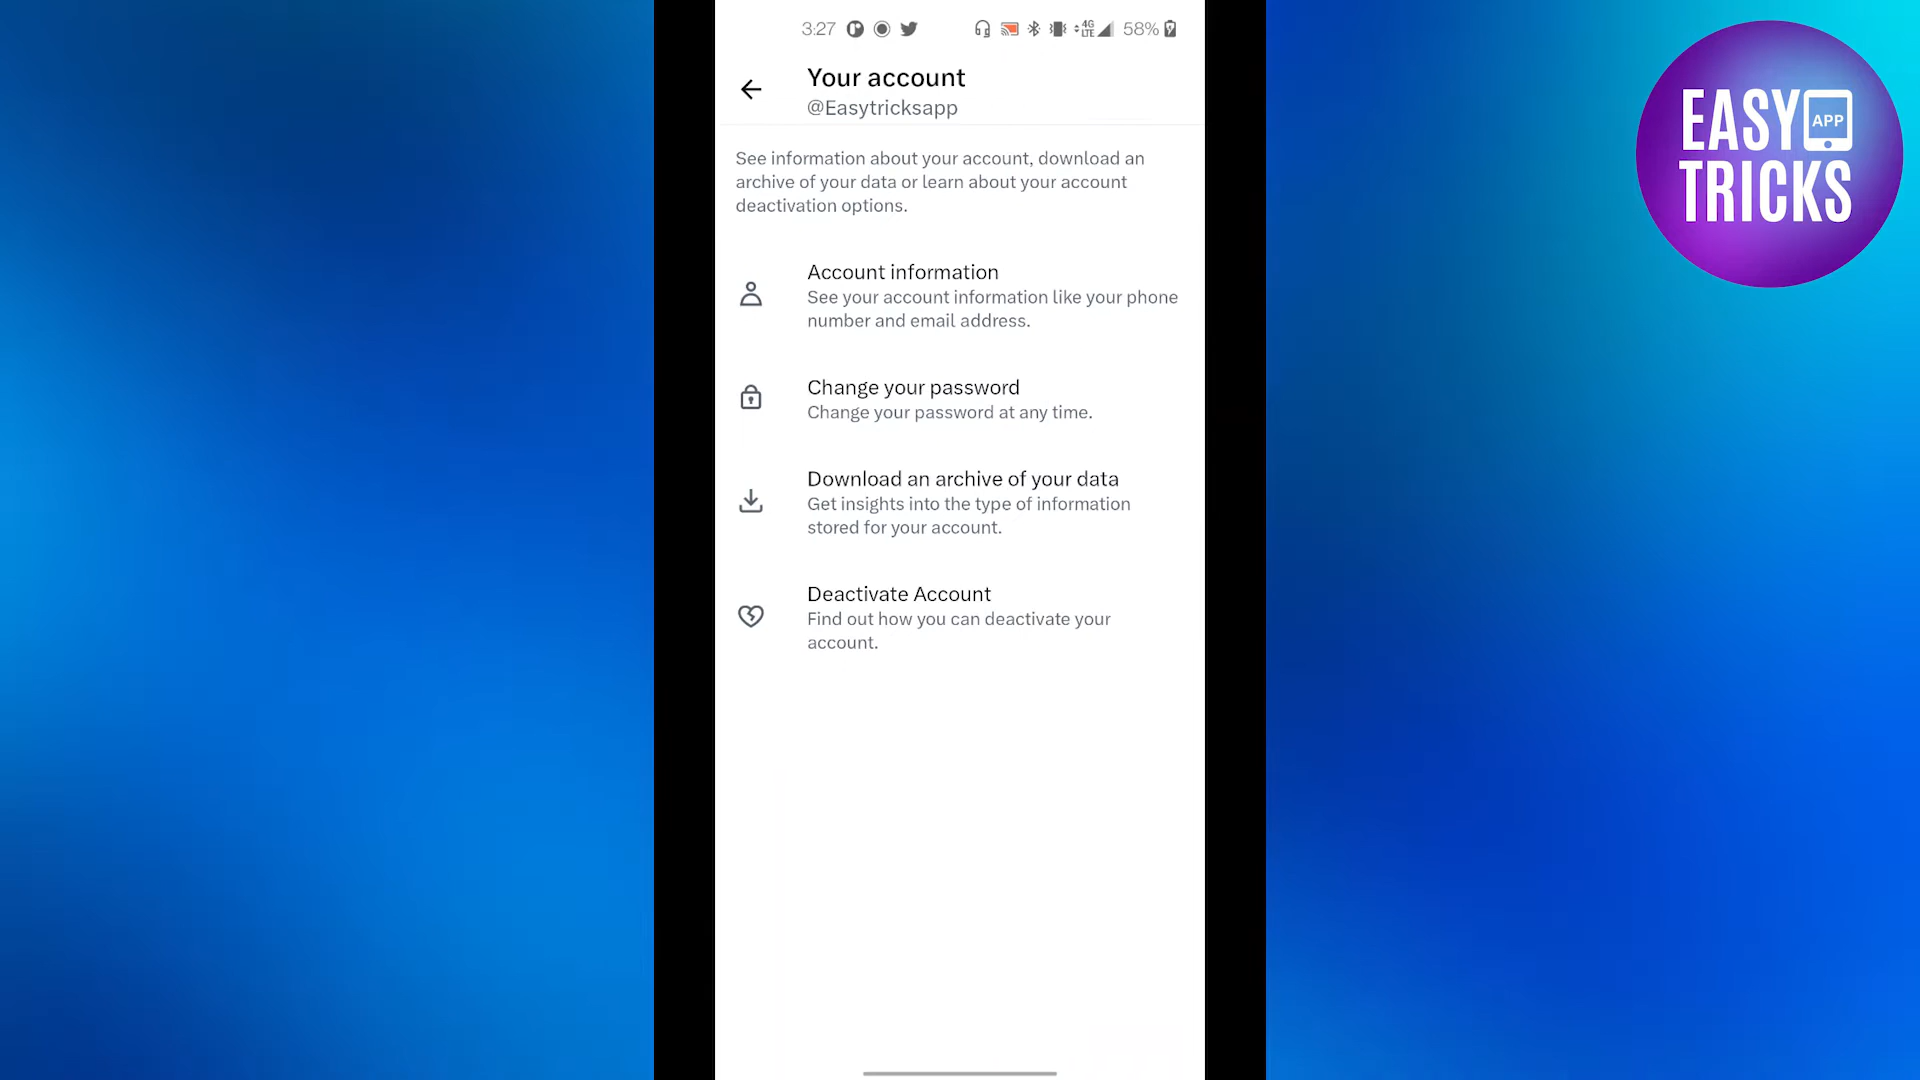 3:27
4G
LTE
58%
Your account
@Easytricksapp
See information about your account, download an
archive of your data or learn about your account
deactivation options.
Account information
See your account information like your phone
number and email address.
Change your password
Change your password at any time.
Download an archive of your data
Get insights into the type of information
stored for your account.
Deactivate Account
Find out how you can deactivate your
account.
EASY APP
TRICKS